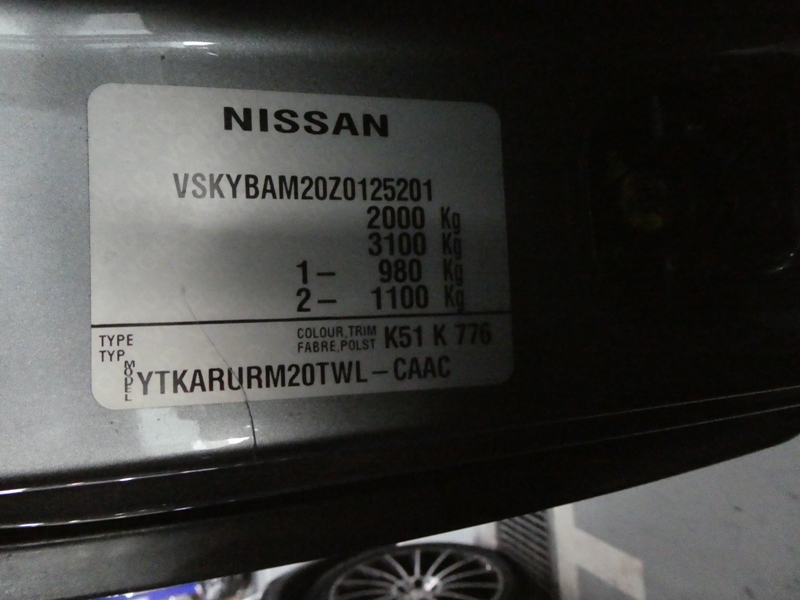 NISSAN
VSKYBAM20Z0125201
2000 Kg
3100 Kg
1- 980 Kg
2- 1100 Kg
TYPE
TYP
COLOUR,TRIM
FABRE,POLST
K51 K 776
MODEL
YTKARURM20TWL-CAAC